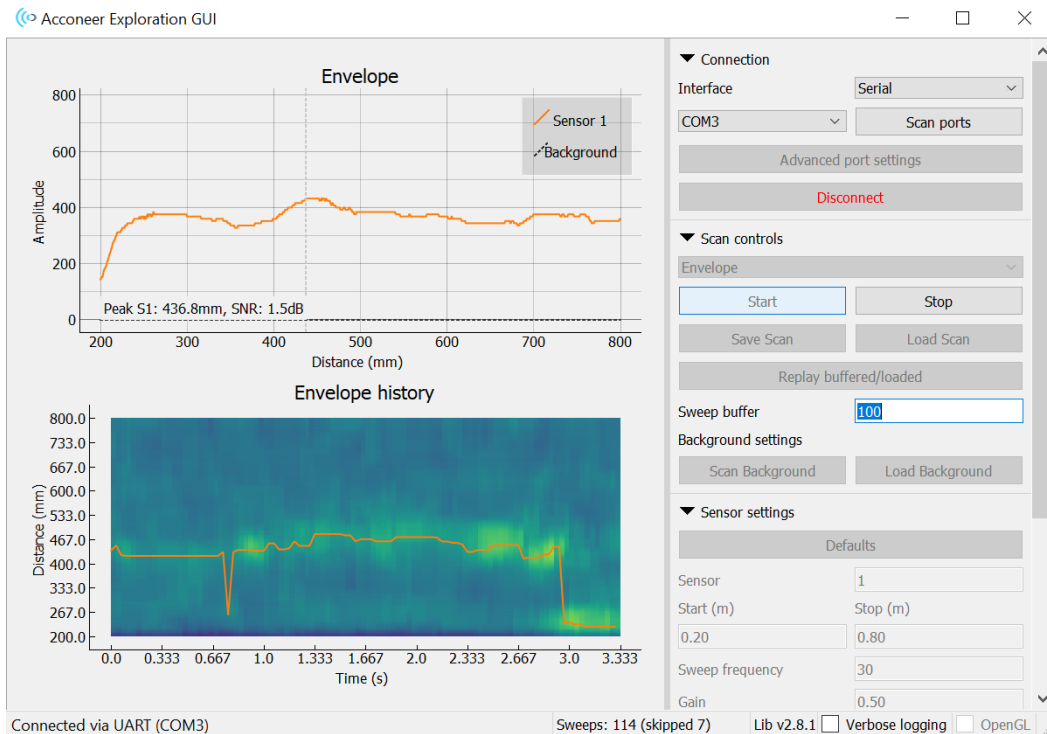 Acconeer Exploration GUI
Envelope
800
600
400
200
0
Amplitude
Sensor 1
Background
Peak S1: 436.8mm, SNR: 1.5dB
200 300 400 500 600 700 800
Distance (mm)
Envelope history
800.0
733.0
667.0
600.0
533.0
467.0
400.0
333.0
267.0
200.0
Distance (mm)
0.0 0.333 0.667 1.0 1.333 1.667 2.0 2.333 2.667 3.0 3.333
Time (s)
Connection
Interface Serial
COM3 Scan ports
Advanced port settings
Disconnect
Scan controls
Envelope
Start Stop
Save Scan Load Scan
Replay buffered/loaded
Sweep buffer 100
Background settings
Scan Background Load Background
Sensor settings
Defaults
Sensor 1
Start (m) Stop (m)
0.20 0.80
Sweep frequency 30
Gain 0.50
Connected via UART (COM3) Sweeps: 114 (skipped 7) Lib v2.8.1 Verbose logging OpenGL